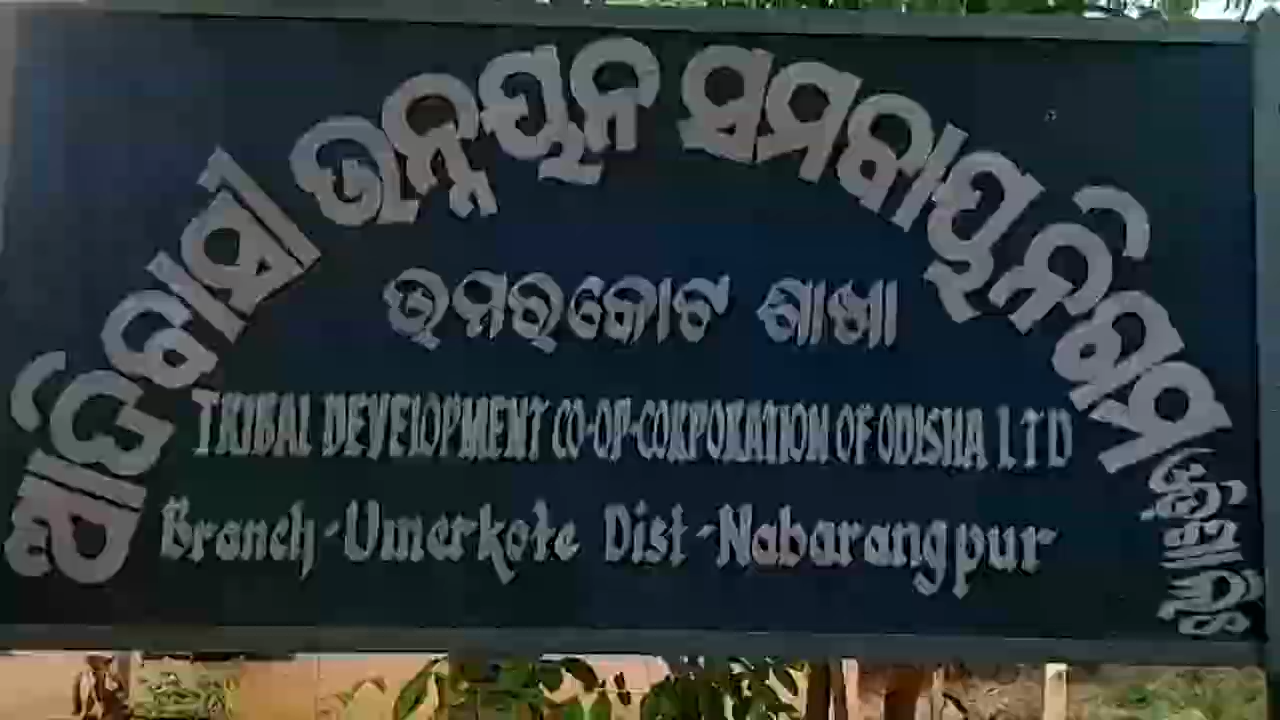 ଆଦିବାସୀ ଉନ୍ନୟନ ସମବାୟ ନିଗମ
ଉମରକୋଟ ଶାଖା
TRIBAL DEVELOPMENT CO-OP-CORPORATION OF ODISHA LTD
Branch-Umerkote Dist-Nabarangpur